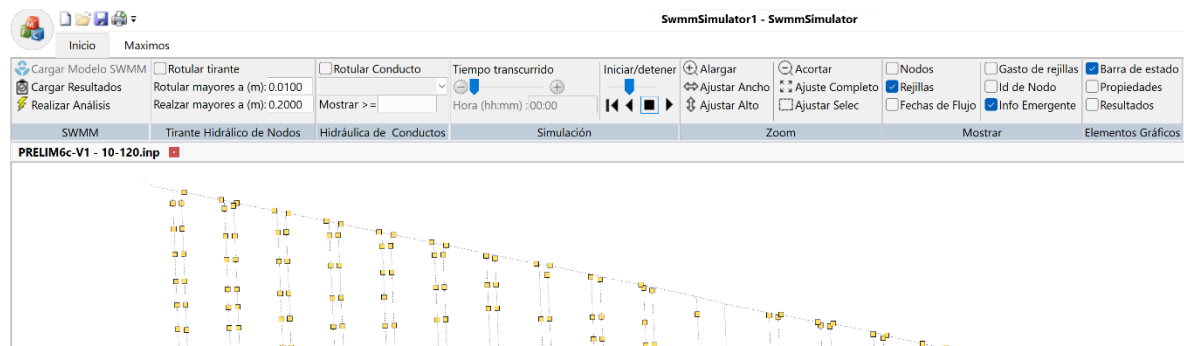 SwmmSimulator1 - SwmmSimulator
Inicio Maximos
Cargar Modelo SWMM
Cargar Resultados
Realizar Análisis
SWMM
Rotular tirante
Rotular mayores a (m): 0.0100
Realzar mayores a (m): 0.2000
Tirante Hidrálico de Nodos
Rotular Conducto
Mostrar >=
Hidráulica de Conductos
Tiempo transcurrido
Hora (hh:mm) : 00:00
Iniciar/detener
Simulación
Alargar
Ajustar Ancho
Ajustar Alto
Acortar
Ajuste Completo
Ajustar Selec
Zoom
Nodos
Rejillas
Fechas de Flujo
Gasto de rejillas
Id de Nodo
Info Emergente
Mostrar
Barra de estado
Propiedades
Resultados
Elementos Gráficos
PRELIM6c-V1 - 10-120.inp